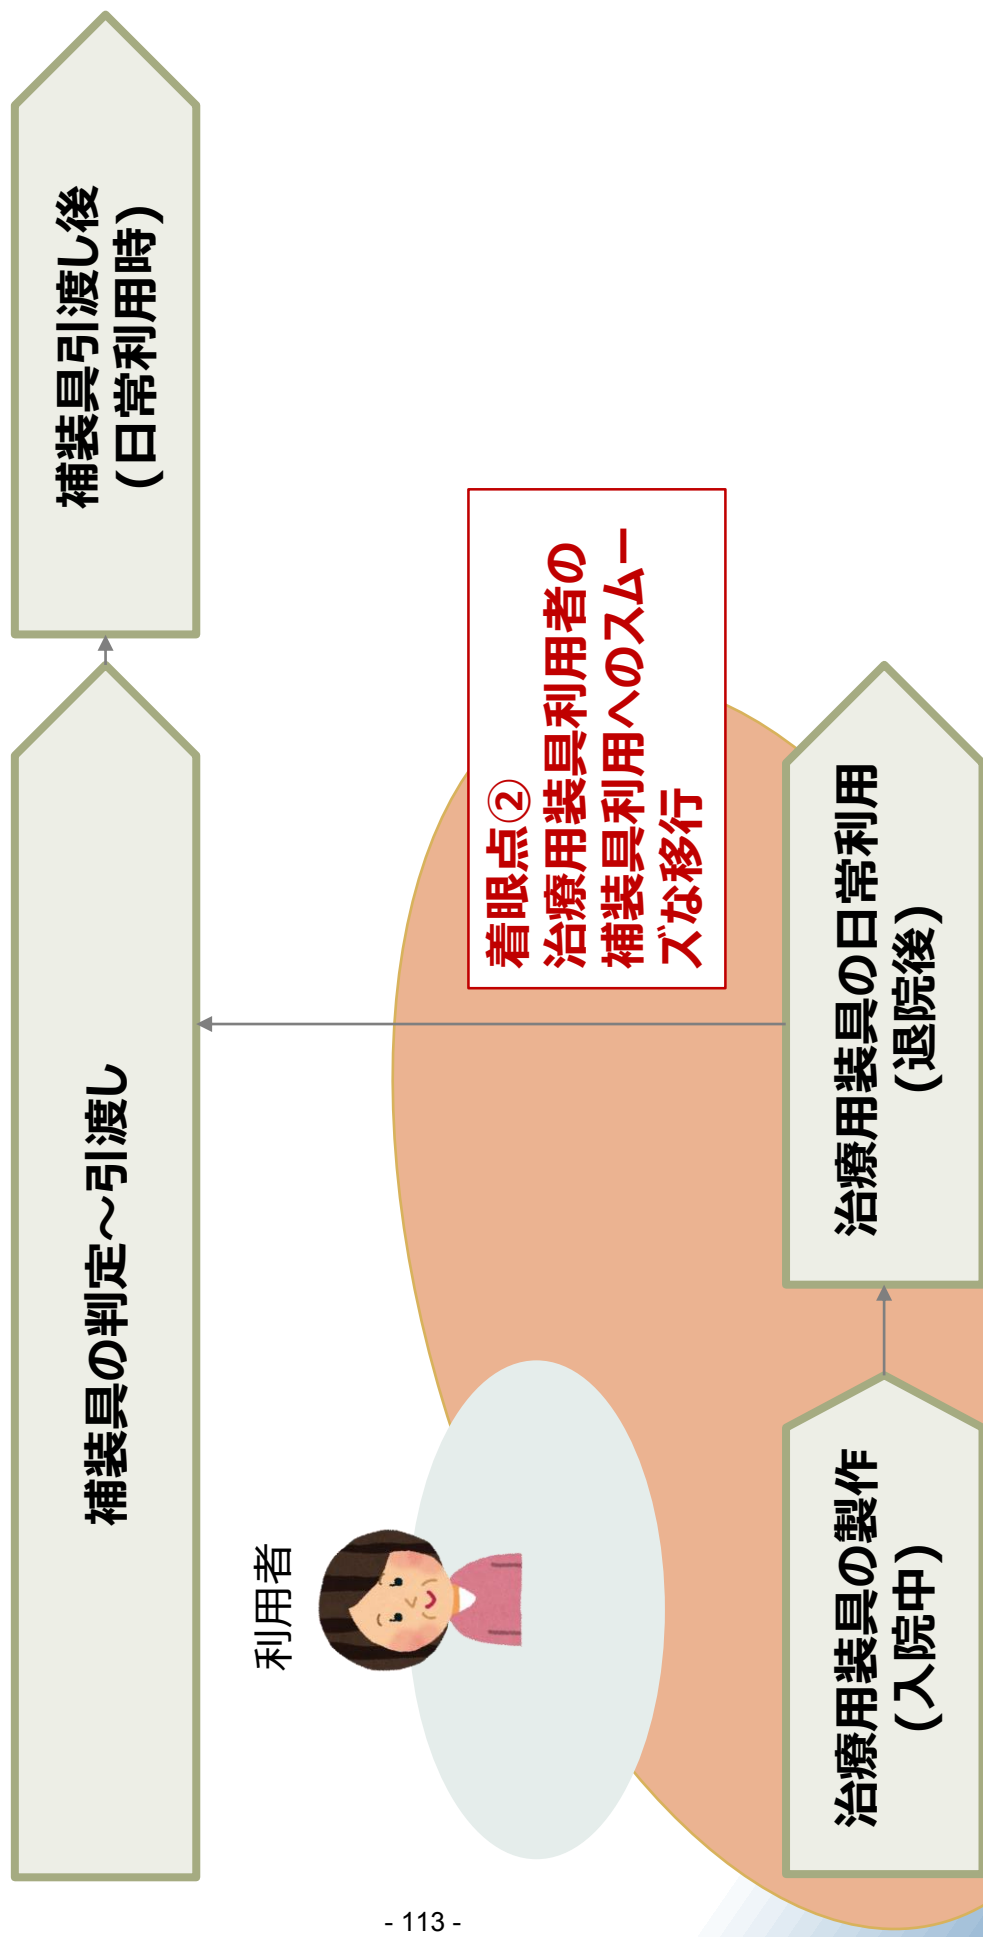 補装具の判定～引渡し
補装具引渡し後
（日常利用時）
利用者
着眼点②
治療用装具利用者の
補装具利用へのスムー
ズな移行
治療用装具の製作
（入院中）
治療用装具の日常利用
（退院後）
- 113 -